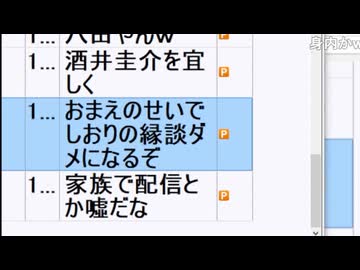 1... 八田やんw P
身内かw
1... 酒井圭介を宜 P
しく
1... おまえのせいで
しおりの縁談ダ P
メになるぞ
1... 家族で配信と P
か嘘だな